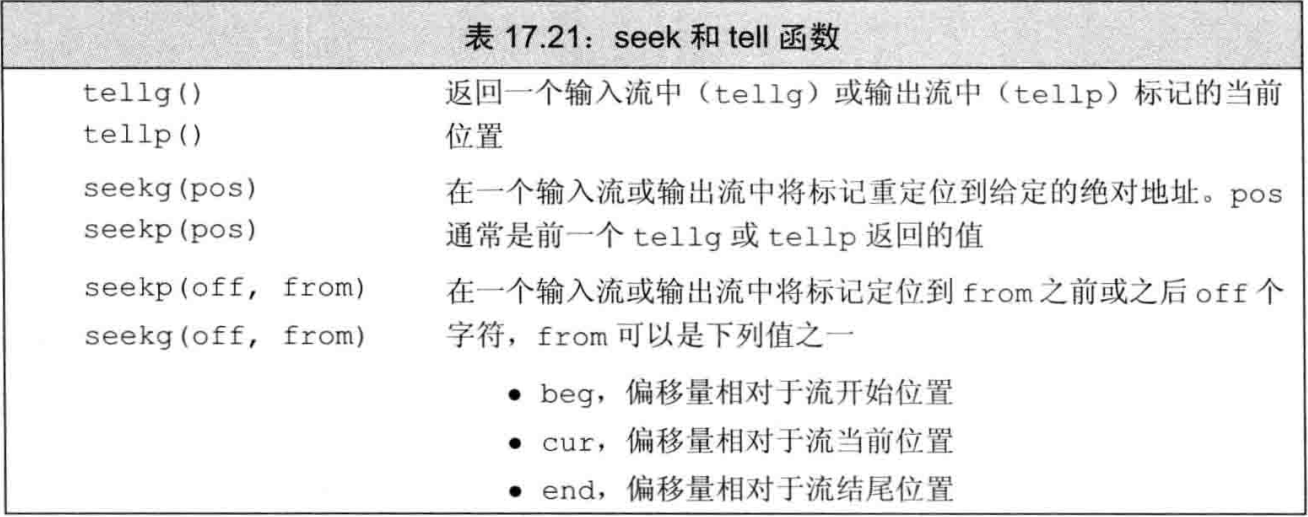 表 17.21：seek 和 tell 函数
tellg() 返回一个输入流中（tellg）或输出流中（tellp）标记的当前
tellp() 位置
seekg(pos) 在一个输入流或输出流中将标记重定位到给定的绝对地址。pos
seekp(pos) 通常是前一个 tellg 或 tellp 返回的值
seekp(off, from) 在一个输入流或输出流中将标记定位到 from 之前或之后 off 个
seekg(off, from) 字符，from 可以是下列值之一
● beg，偏移量相对于流开始位置
● cur，偏移量相对于流当前位置
● end，偏移量相对于流结尾位置